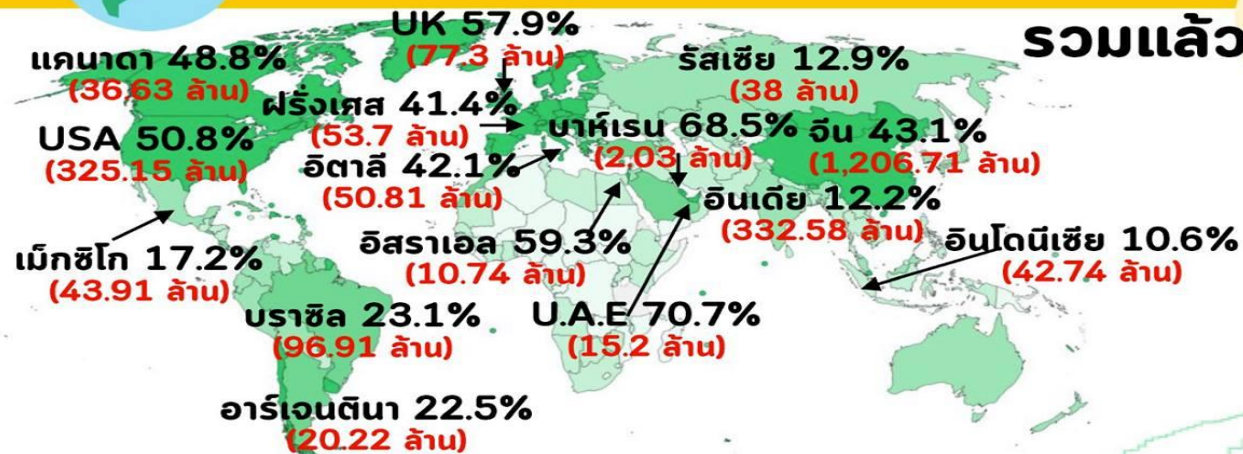 รวมแล้ว
UK 57.9%
(77.3 ล้าน)
แคนาดา 48.8%
(36.63 ล้าน)
รัสเซีย 12.9%
(38 ล้าน)
ฝรั่งเศส 41.4%
(53.7 ล้าน)
USA 50.8%
(325.15 ล้าน)
บาห์เรน 68.5%
(2.03 ล้าน)
จีน 43.1%
(1,206.71 ล้าน)
อิตาลี 42.1%
(50.81 ล้าน)
อินเดีย 12.2%
(332.58 ล้าน)
อิสราเอล 59.3%
(10.74 ล้าน)
อินโดนีเซีย 10.6%
(42.74 ล้าน)
เม็กซิโก 17.2%
(43.91 ล้าน)
บราซิล 23.1%
(96.91 ล้าน)
U.A.E 70.7%
(15.2 ล้าน)
อาร์เจนตินา 22.5%
(20.22 ล้าน)